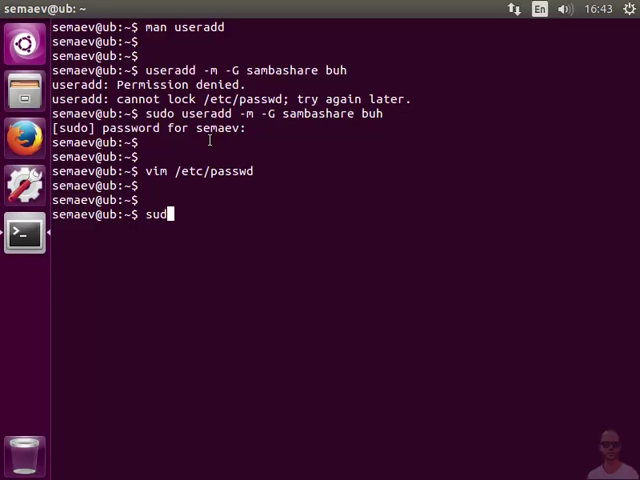 semaev@ub: ~
En
16:43
semaev@ub:~$ man useradd
semaev@ub:~$
semaev@ub:~$
semaev@ub:~$ useradd -m -G sambashare buh
useradd: Permission denied.
useradd: cannot lock /etc/passwd; try again later.
semaev@ub:~$ sudo useradd -m -G sambashare buh
[sudo] password for semaev:
semaev@ub:~$
semaev@ub:~$
semaev@ub:~$ vim /etc/passwd
semaev@ub:~$
semaev@ub:~$
semaev@ub:~$ sud
>_